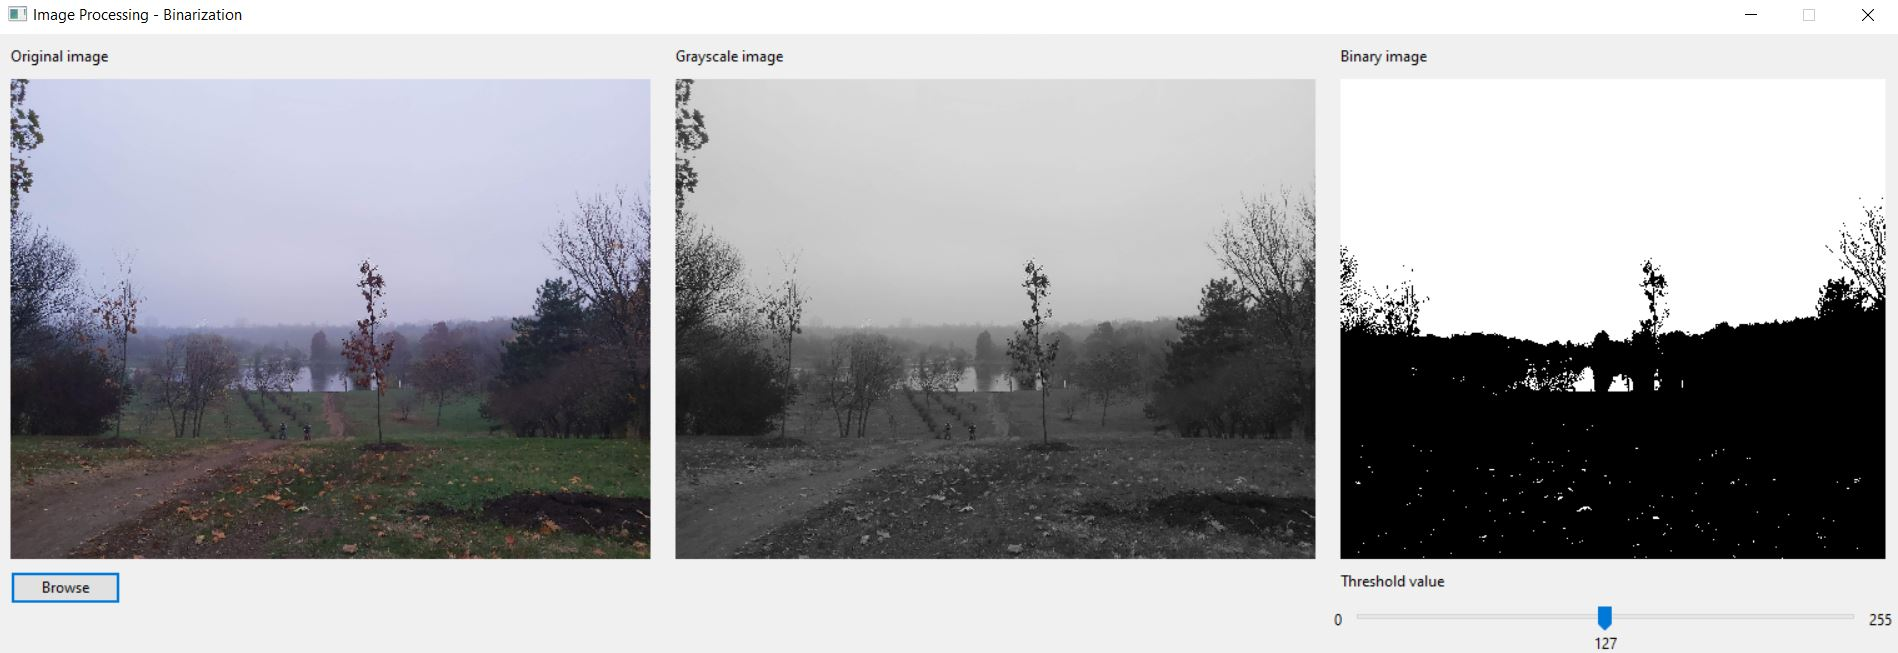 Image Processing - Binarization
Original image
Grayscale image
Binary image
Browse
Threshold value
0
255
127